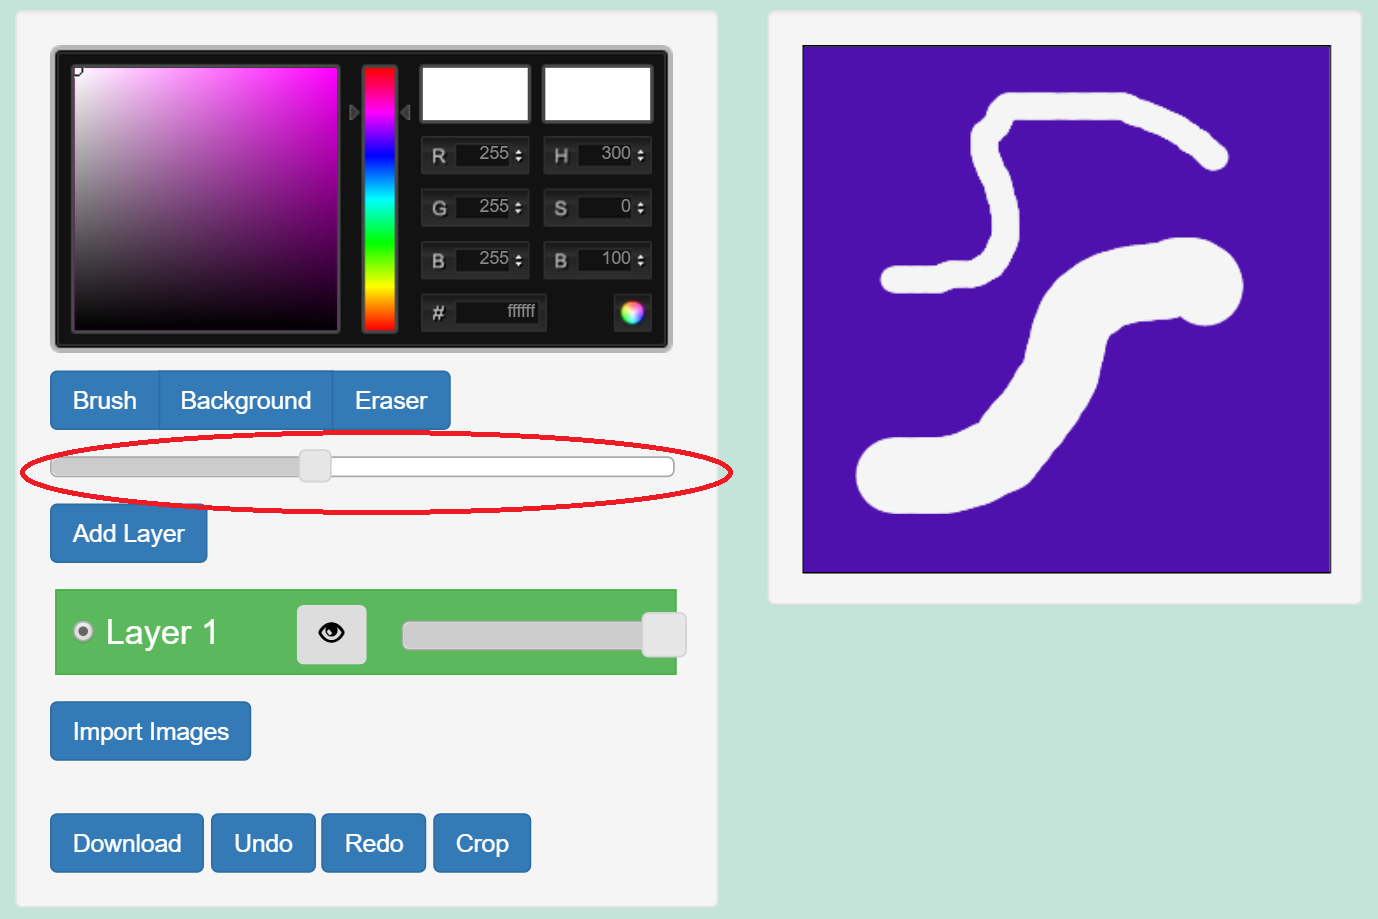 R 255 H 300
G 255 S 0
B 255 B 100
# ffffff
Brush Background Eraser
Add Layer
Layer 1
Import Images
Download Undo Redo Crop